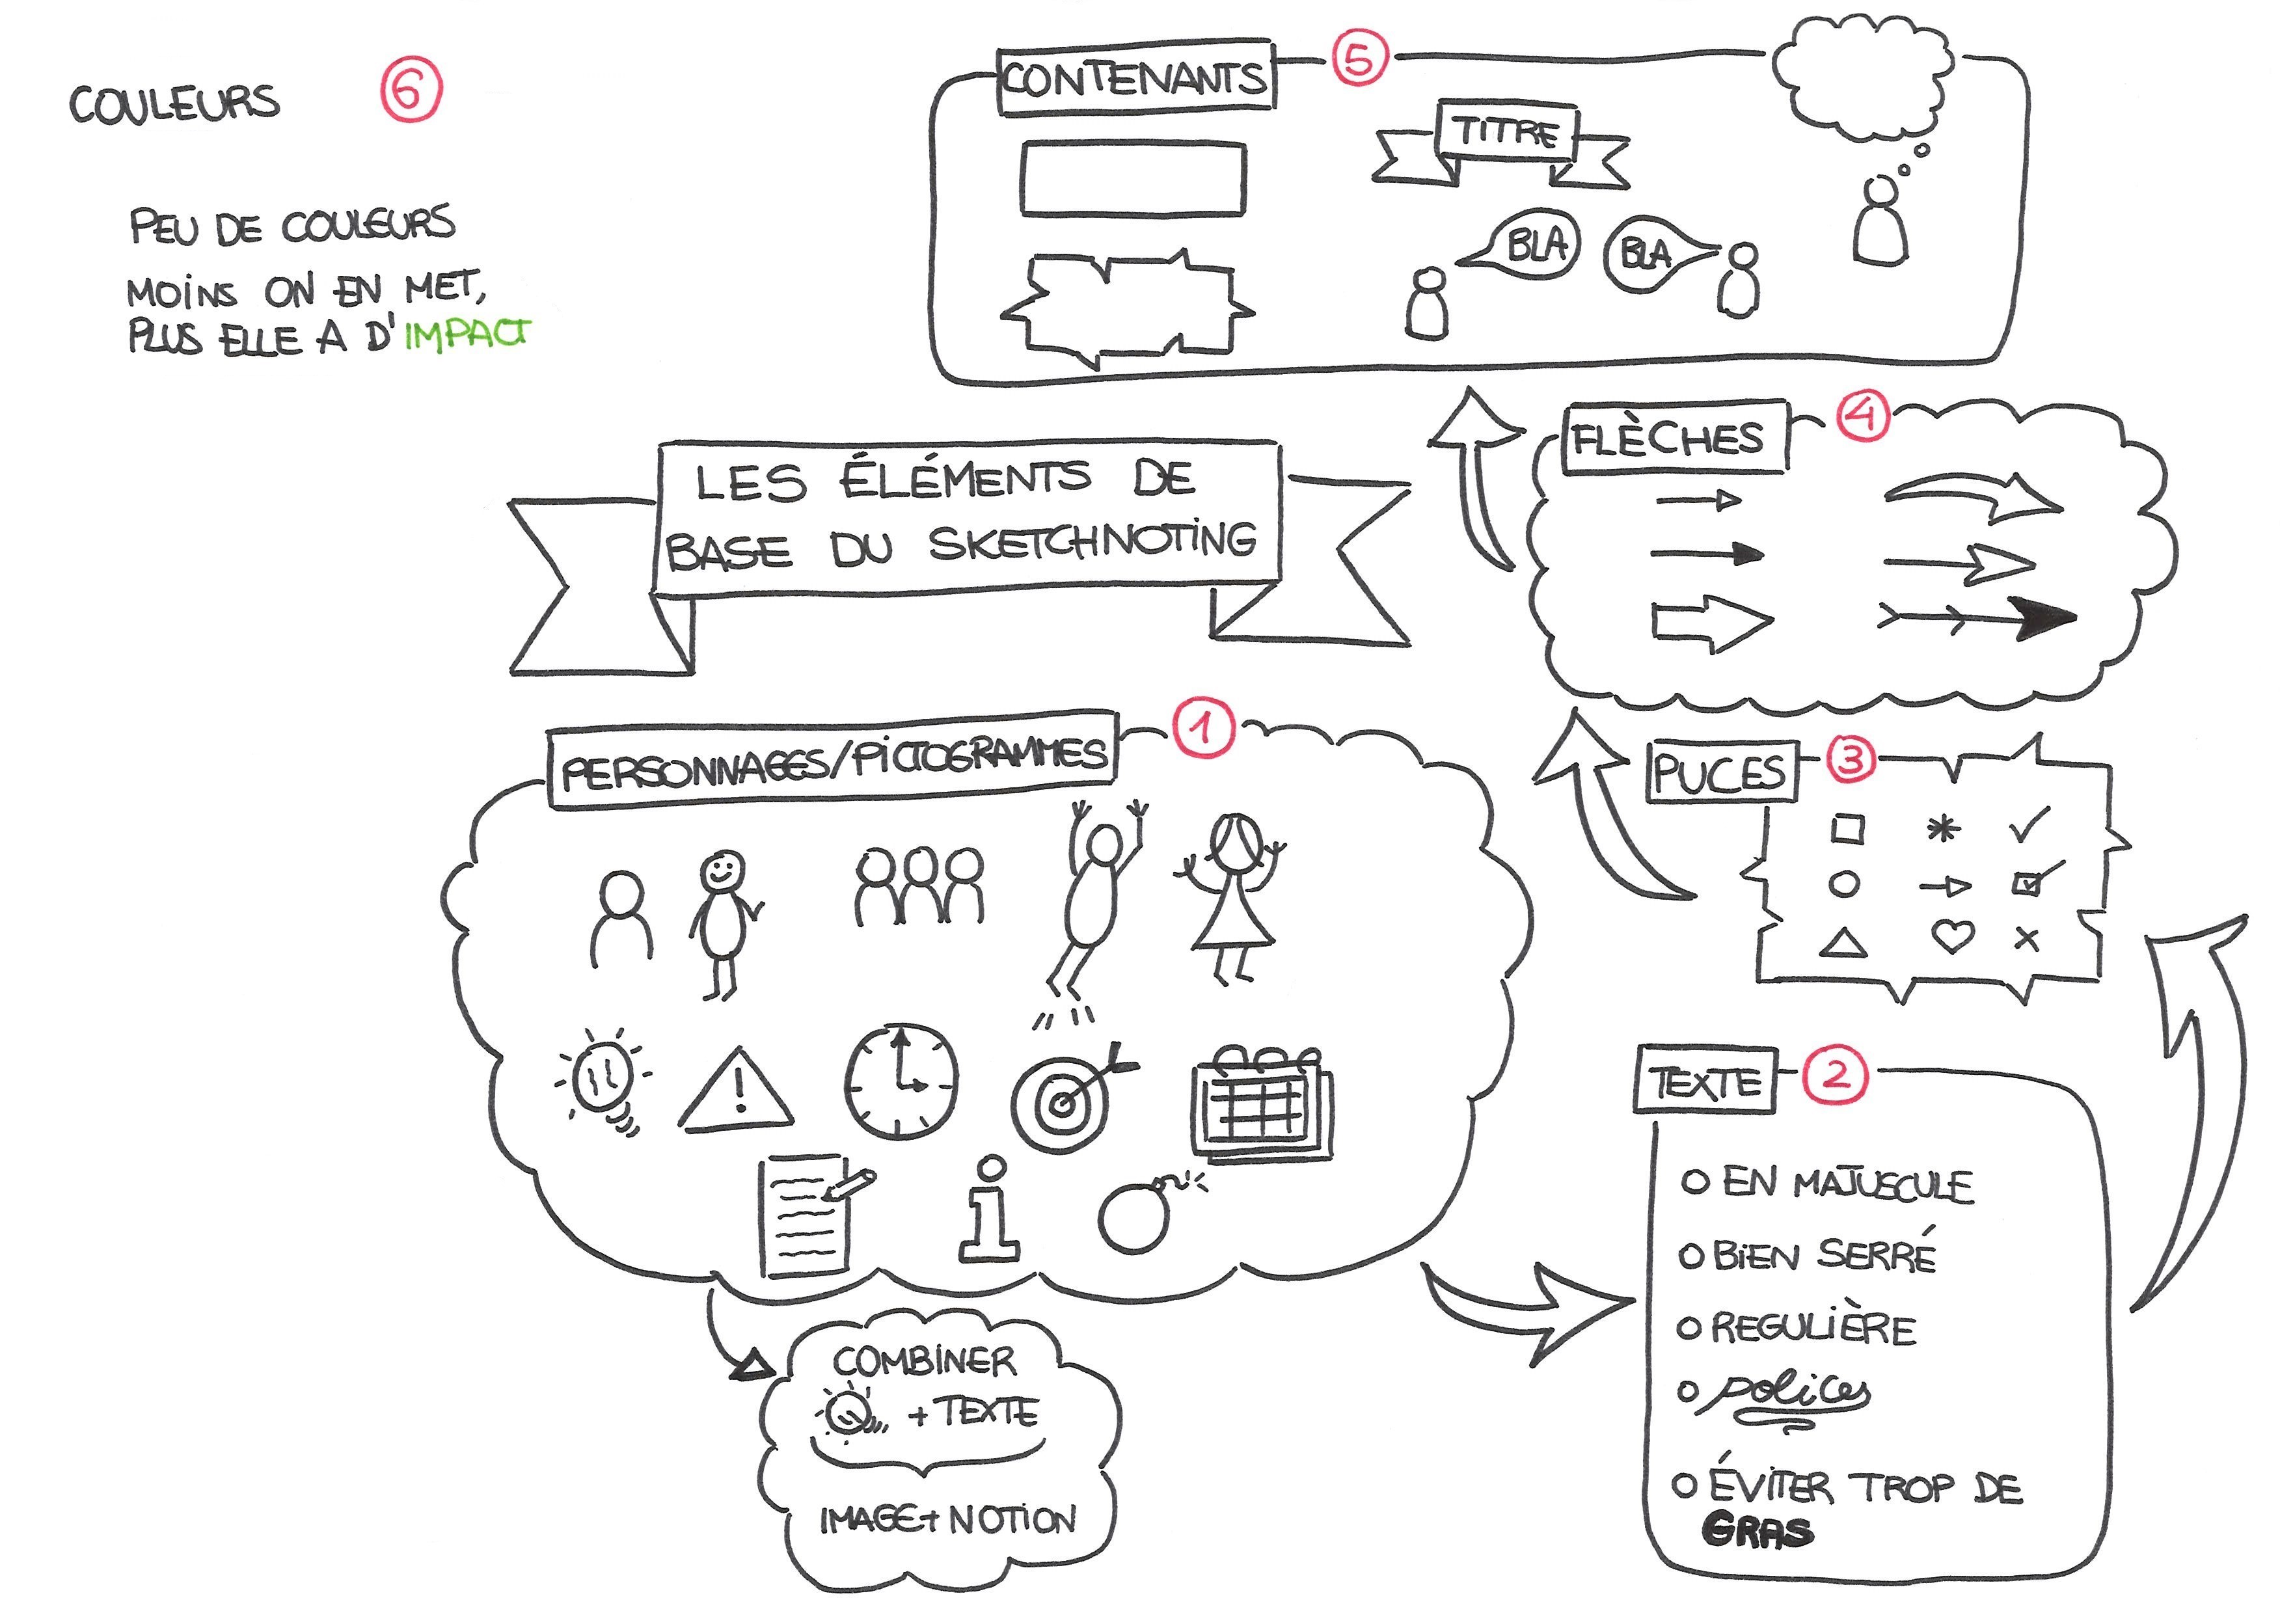 LES ÉLÉMENTS DE
BASE DU SKETCHNOTING
PERSONNAGES/PICTOGRAMMES
1
!
COMBINER
+ TEXTE
IMAGE + NOTION
TEXTE
2
EN MAJUSCULE
BIEN SERRÉ
REGULIÈRE
polices
ÉVITER TROP DE
GRAS
PUCES
3
FLÈCHES
4
CONTENANTS
5
TITRE
BLA
BLA
COULEURS
6
PEU DE COULEURS
MOINS ON EN MET,
PLUS ELLE A D'IMPACT